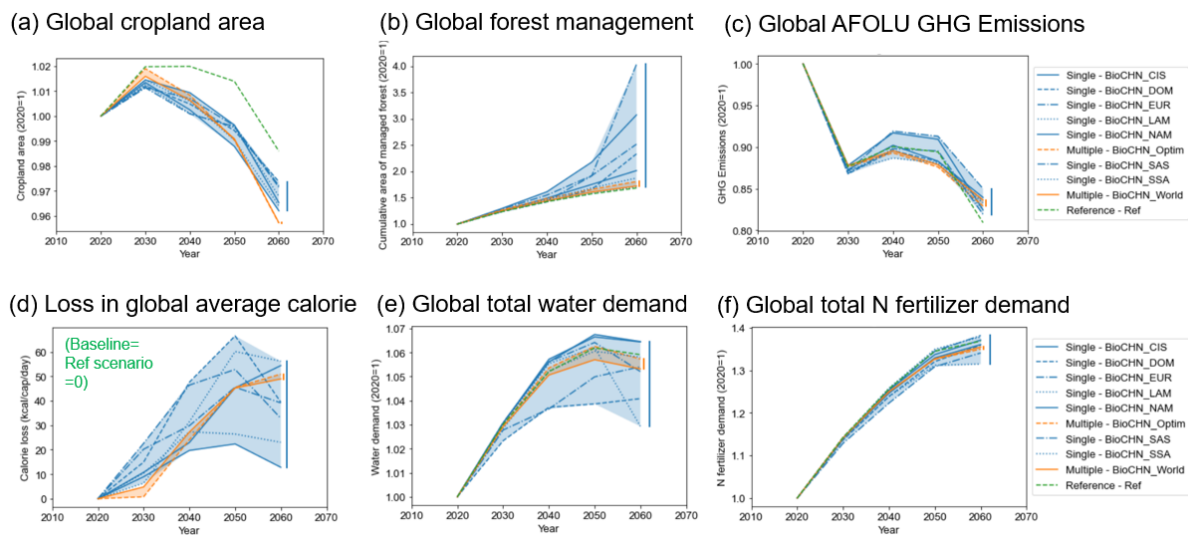 (a) Global cropland area
(b) Global forest management
(c) Global AFOLU GHG Emissions
Cropland area (2020=1)
1.02
1.01
1.00
0.99
0.98
0.97
0.96
2010 2020 2030 2040 2050 2060 2070
Year
Cumulative area of managed forest (2020=1)
4.0
3.5
3.0
2.5
2.0
1.5
1.0
2010 2020 2030 2040 2050 2060 2070
Year
GHG Emissions (2020=1)
1.00
0.95
0.90
0.85
0.80
2010 2020 2030 2040 2050 2060 2070
Year
Single - BioCHN_CIS
Single - BioCHN_DOM
Single - BioCHN_EUR
Single - BioCHN_LAM
Single - BioCHN_NAM
Multiple - BioCHN_Optim
Single - BioCHN_SAS
Single - BioCHN_SSA
Multiple - BioCHN_World
Reference - Ref
(d) Loss in global average calorie
(e) Global total water demand
(f) Global total N fertilizer demand
(Baseline=
Ref scenario
=0)
Calorie loss (kcal/cap/day)
60
50
40
30
20
10
0
2010 2020 2030 2040 2050 2060 2070
Year
Water demand (2020=1)
1.07
1.06
1.05
1.04
1.03
1.02
1.01
1.00
2010 2020 2030 2040 2050 2060 2070
Year
N fertilizer demand (2020=1)
1.4
1.3
1.2
1.1
1.0
2010 2020 2030 2040 2050 2060 2070
Year
Single - BioCHN_CIS
Single - BioCHN_DOM
Single - BioCHN_EUR
Single - BioCHN_LAM
Single - BioCHN_NAM
Multiple - BioCHN_Optim
Single - BioCHN_SAS
Single - BioCHN_SSA
Multiple - BioCHN_World
Reference - Ref